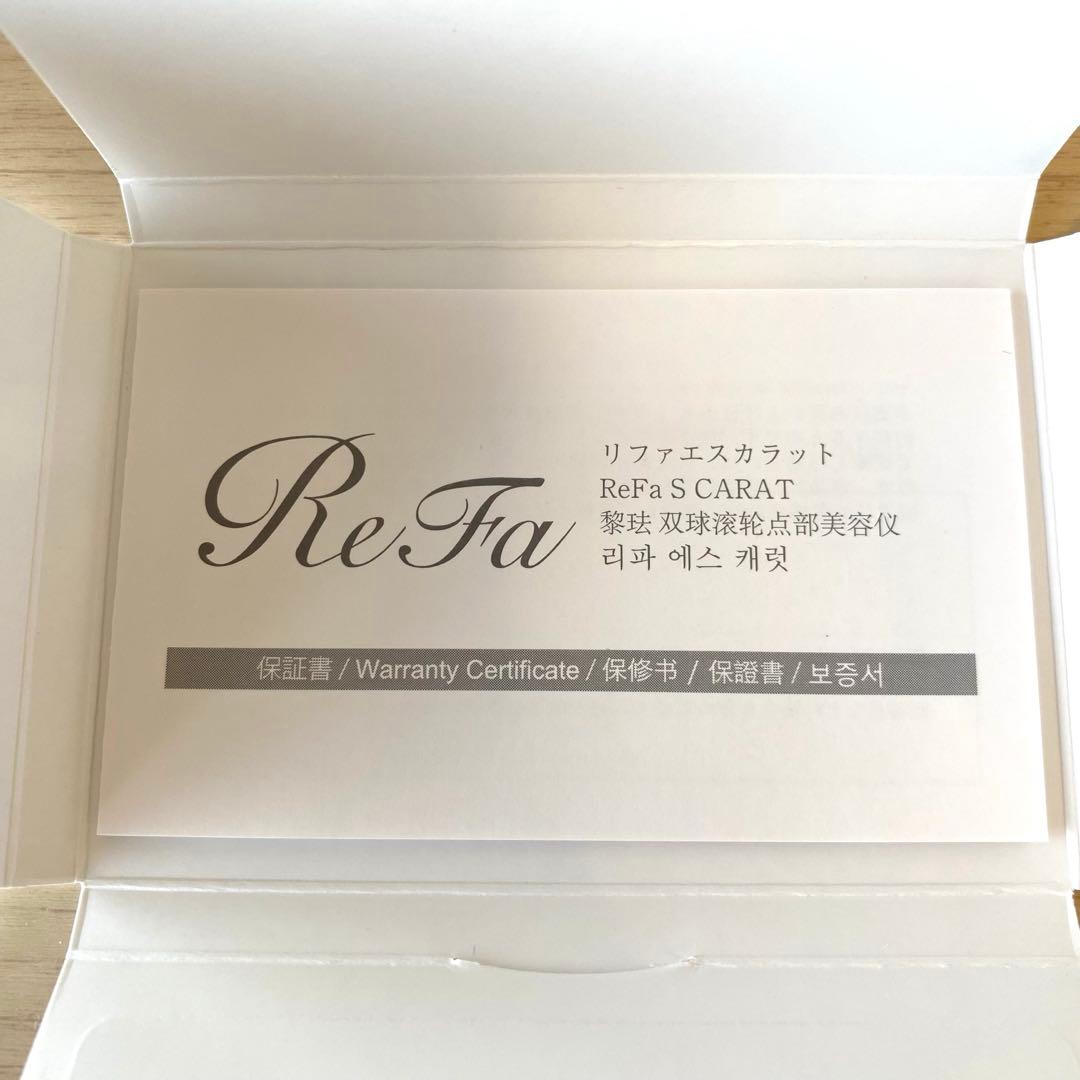 ReFa
リファエスカラット
ReFa S CARAT
黎珐 双球滚轮点部美容仪
리파 에스 캐럿
保証書 / Warranty Certificate / 保修书 / 保證書 / 보증서